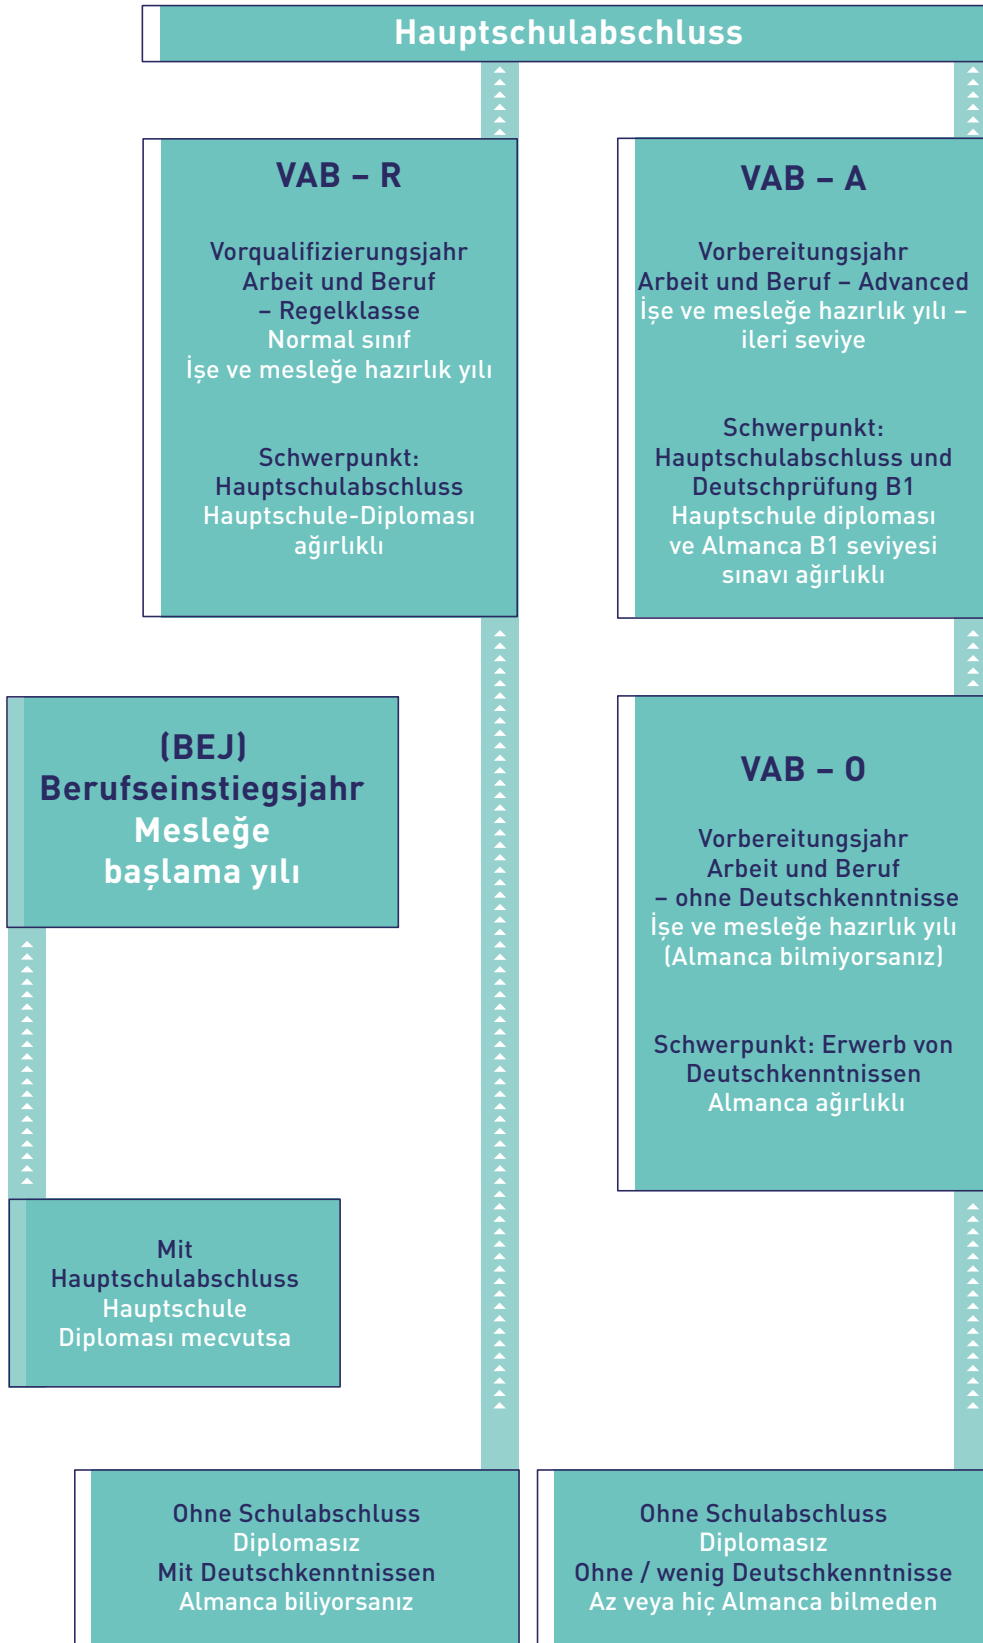 Hauptschulabschluss
VAB – R
Vorqualifizierungsjahr
Arbeit und Beruf
– Regelklasse
Normal sınıf
İşe ve mesleğe hazırlık yılı
Schwerpunkt:
Hauptschulabschluss
Hauptschule-Diploması
ağırlıklı
VAB – A
Vorbereitungsjahr
Arbeit und Beruf – Advanced
İşe ve mesleğe hazırlık yılı –
ileri seviye
Schwerpunkt:
Hauptschulabschluss und
Deutschprüfung B1
Hauptschule diploması
ve Almanca B1 seviyesi
sınavı ağırlıklı
(BEJ)
Berufseinstiegsjahr
Mesleğe
başlama yılı
VAB – O
Vorbereitungsjahr
Arbeit und Beruf
– ohne Deutschkenntnisse
İşe ve mesleğe hazırlık yılı
(Almanca bilmiyorsanız)
Schwerpunkt: Erwerb von
Deutschkenntnissen
Almanca ağırlıklı
Mit
Hauptschulabschluss
Hauptschule
Diploması mecvutsa
Ohne Schulabschluss
Diplomasız
Mit Deutschkenntnissen
Almanca biliyorsanız
Ohne Schulabschluss
Diplomasız
Ohne / wenig Deutschkenntnisse
Az veya hiç Almanca bilmeden